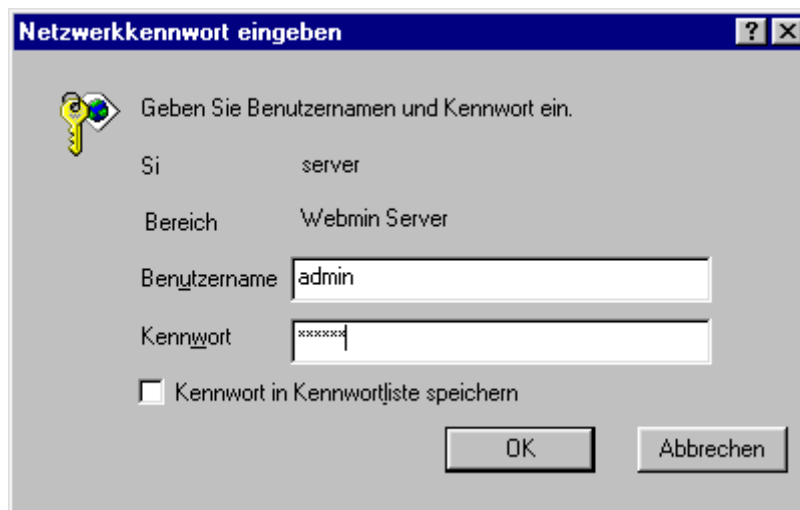 Netzwerkkennwort eingeben
Geben Sie Benutzernamen und Kennwort ein.
Si server
Bereich Webmin Server
Benutzername admin
Kennwort ******
Kennwort in Kennwortliste speichern
OK Abbrechen